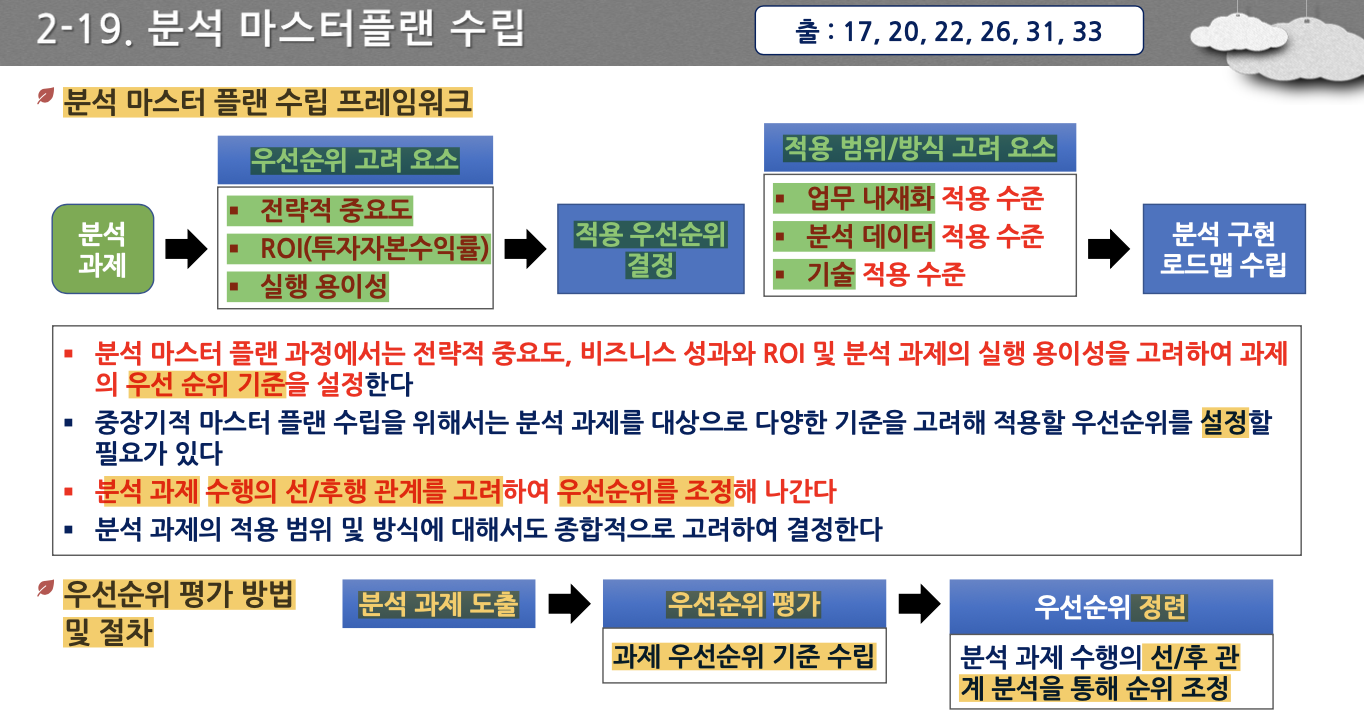 2-19. 분석 마스터플랜 수립
출 : 17, 20, 22, 26, 31, 33
분석 마스터 플랜 수립 프레임워크
분석
과제
우선순위 고려 요소
▪ 전략적 중요도
▪ ROI(투자자본수익률)
▪ 실행 용이성
적용 우선순위
결정
적용 범위/방식 고려 요소
▪ 업무 내재화 적용 수준
▪ 분석 데이터 적용 수준
▪ 기술 적용 수준
분석 구현
로드맵 수립
▪ 분석 마스터 플랜 과정에서는 전략적 중요도, 비즈니스 성과와 ROI 및 분석 과제의 실행 용이성을 고려하여 과제
의 우선 순위 기준을 설정한다
▪ 중장기적 마스터 플랜 수립을 위해서는 분석 과제를 대상으로 다양한 기준을 고려해 적용할 우선순위를 설정할
필요가 있다
▪ 분석 과제 수행의 선/후행 관계를 고려하여 우선순위를 조정해 나간다
▪ 분석 과제의 적용 범위 및 방식에 대해서도 종합적으로 고려하여 결정한다
우선순위 평가 방법
및 절차
분석 과제 도출
우선순위 평가
과제 우선순위 기준 수립
우선순위 정련
분석 과제 수행의 선/후 관
계 분석을 통해 순위 조정